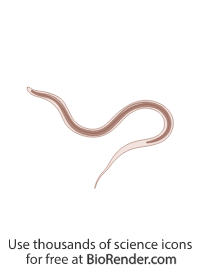 Use thousands of science icons
for free at BioRender.com